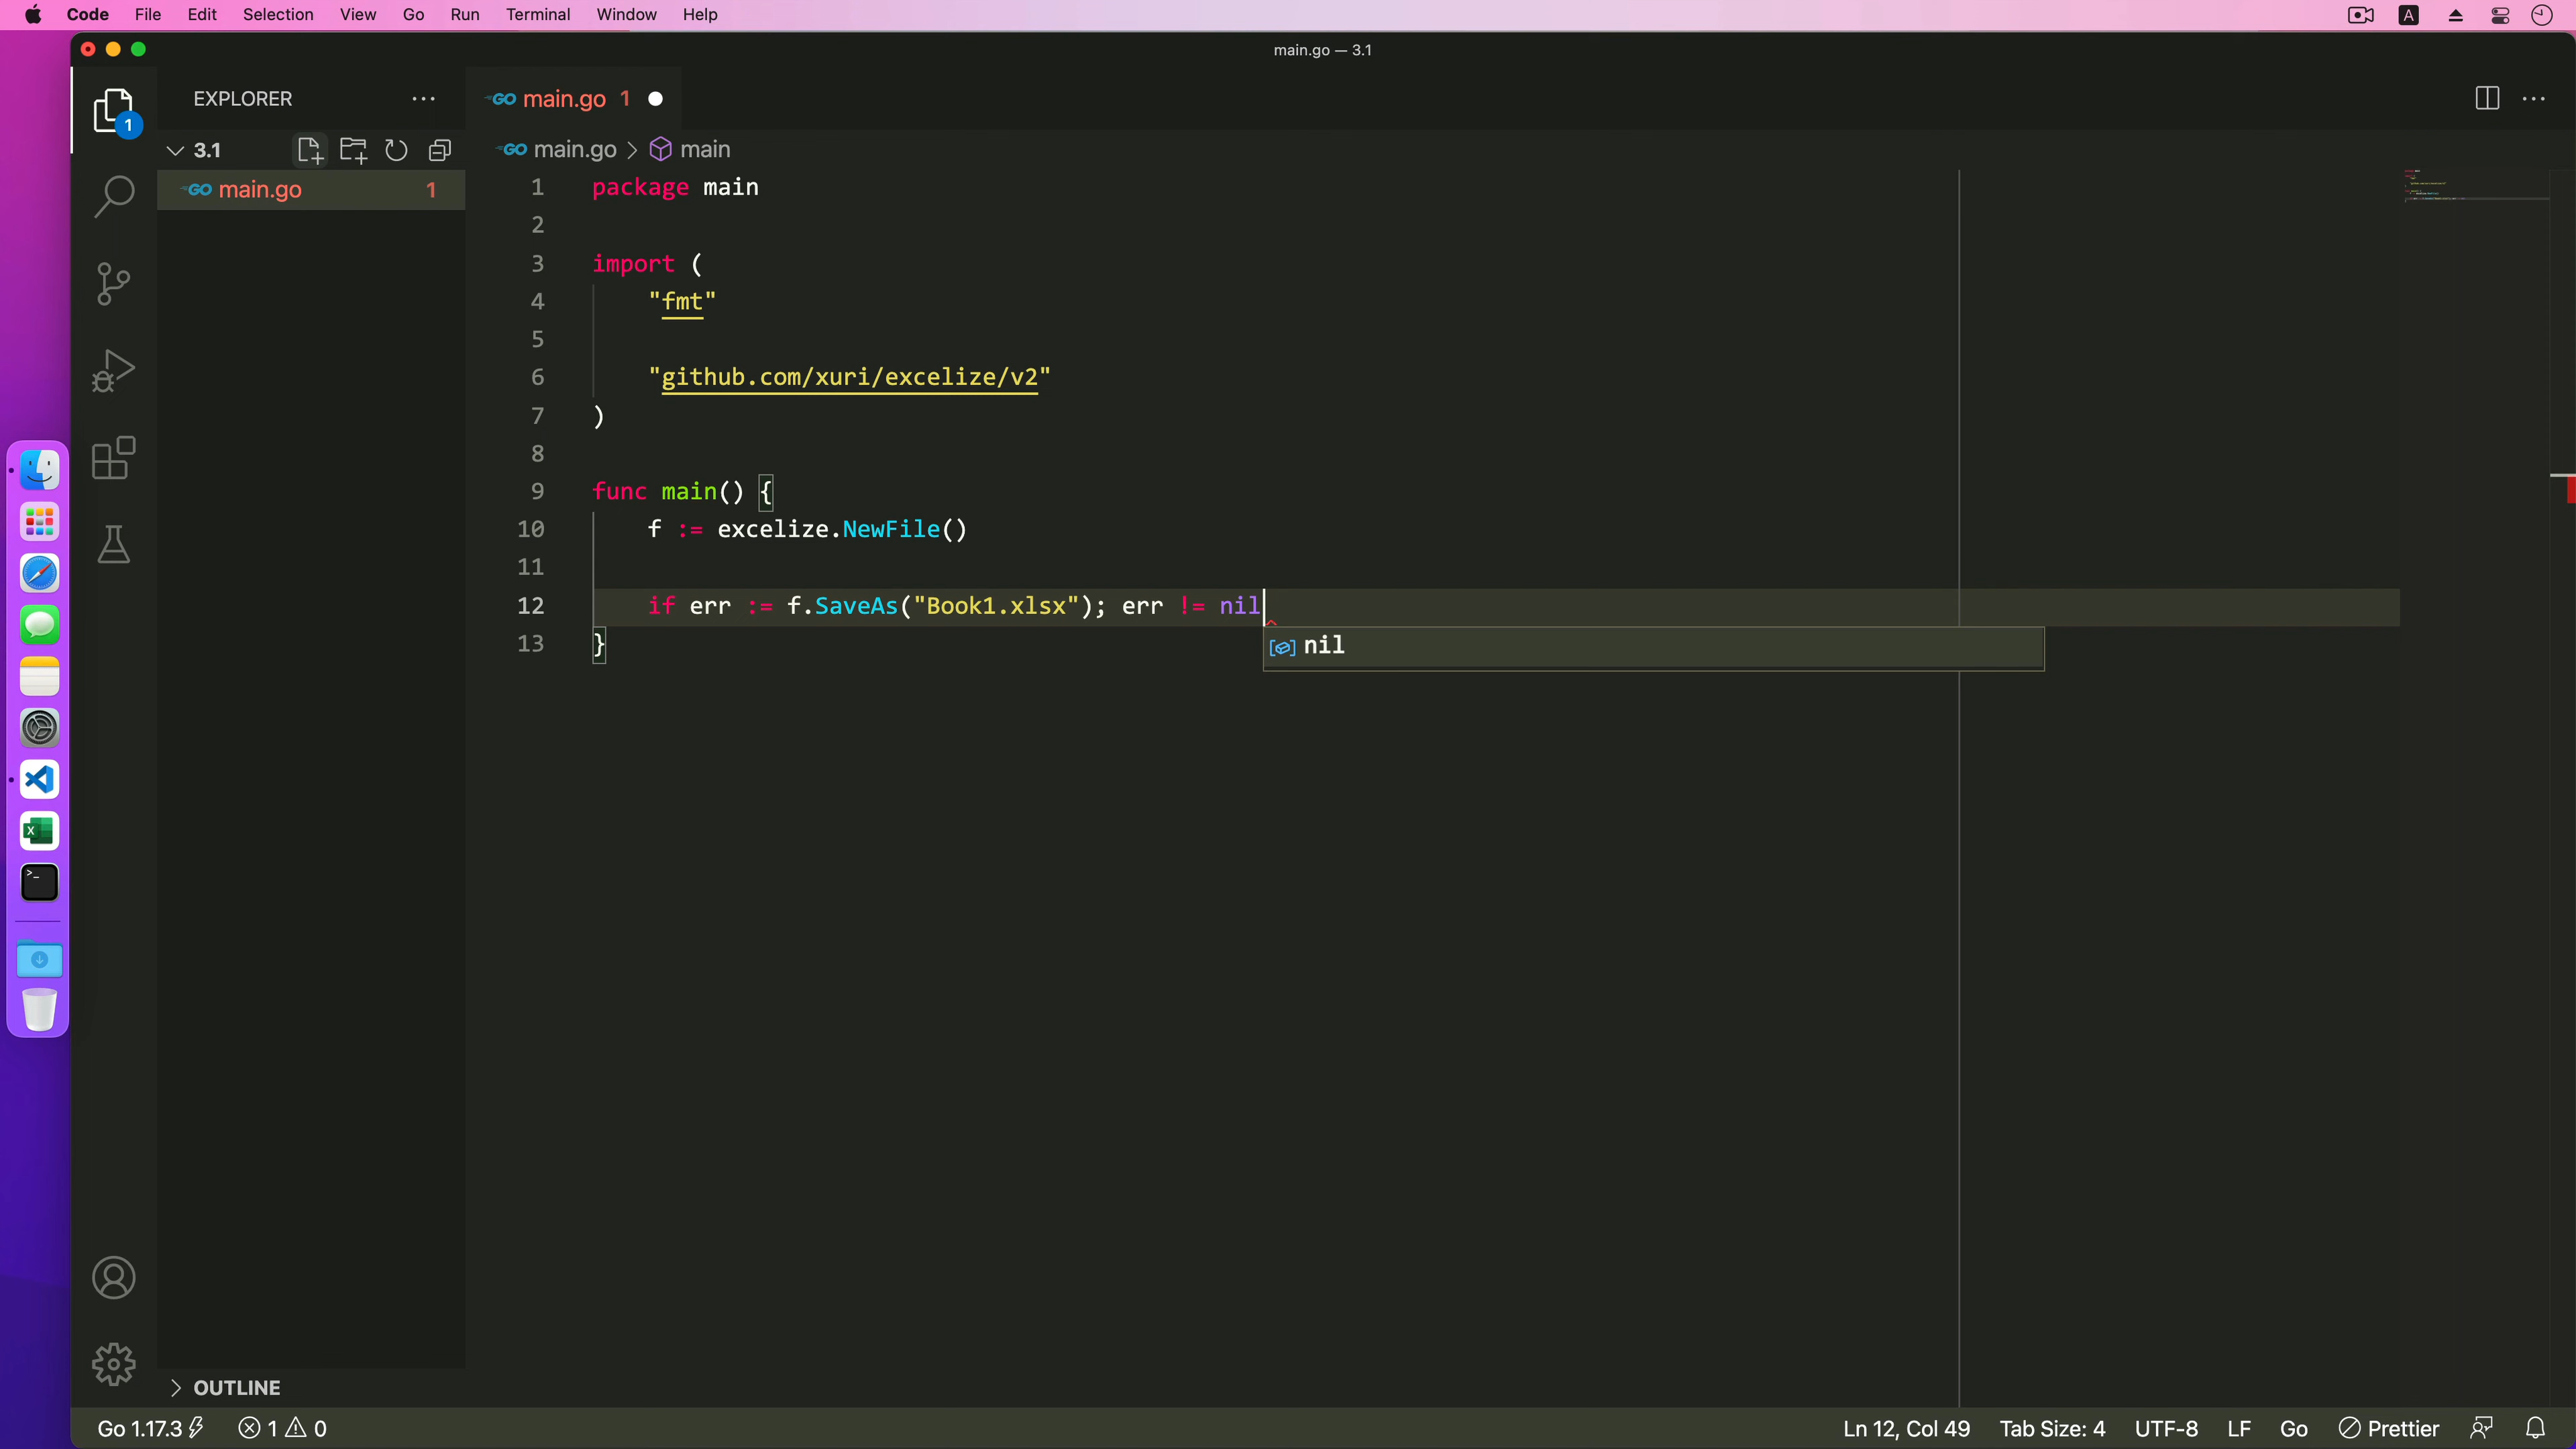 Code File Edit Selection View Go Run Terminal Window Help A
main.go — 3.1
EXPLORER
GO main.go 1
1
3.1
GO main.go > main
GO main.go 1
1 package main
2
3 import (
4 "fmt"
5
6 "github.com/xuri/excelize/v2"
7 )
8
9 func main() {
10 f := excelize.NewFile()
11
12 if err := f.SaveAs("Book1.xlsx"); err != nil
13 }
nil
OUTLINE
Go 1.17.3 1 0 Ln 12, Col 49 Tab Size: 4 UTF-8 LF Go Prettier